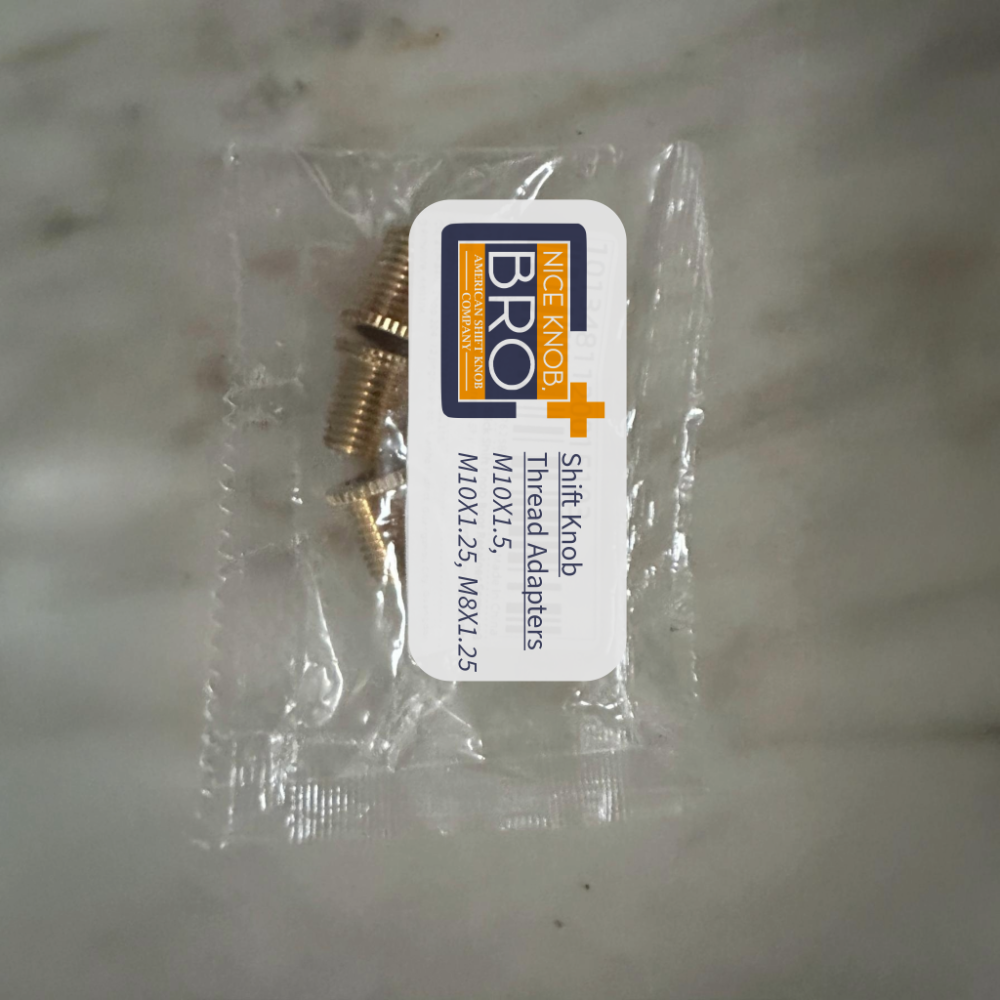 NICE KNOB.
BRO
AMERICAN SHIFT KNOB
COMPANY
Shift Knob
Thread Adapters
M10X1.5,
M10X1.25, M8X1.25